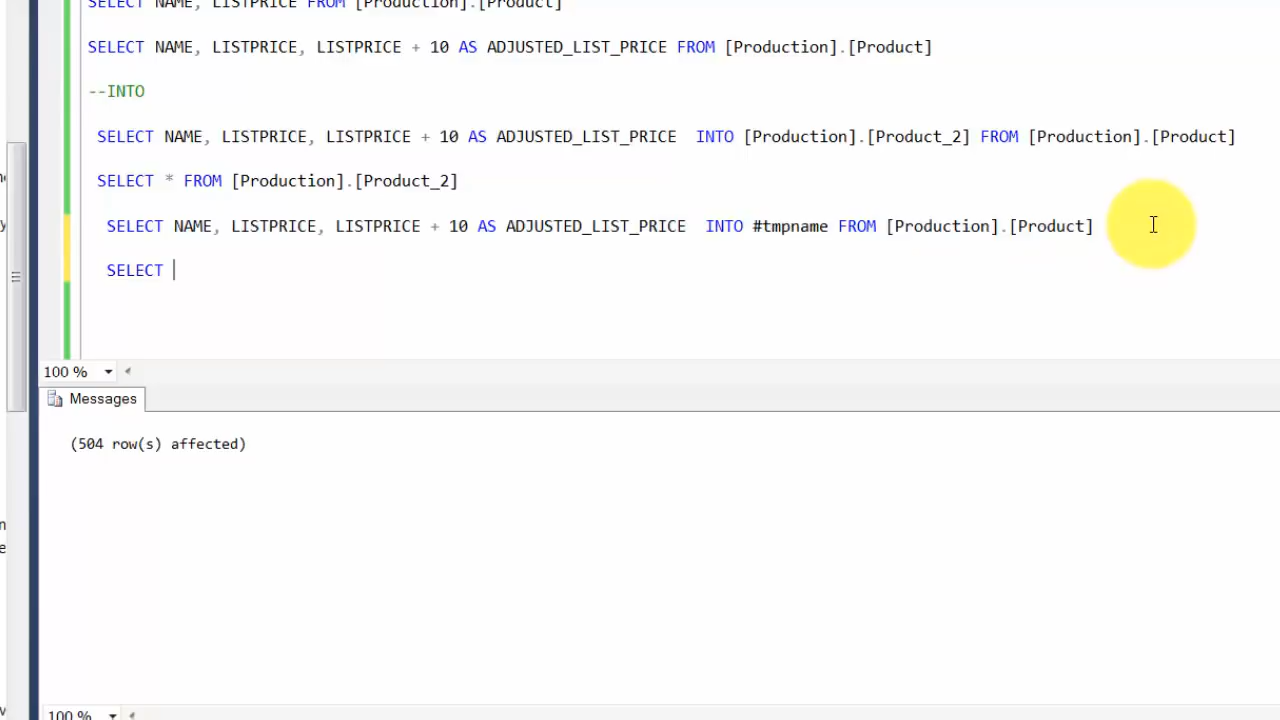 SELECT NAME, LISTPRICE FROM [Production].[Product]
SELECT NAME, LISTPRICE, LISTPRICE + 10 AS ADJUSTED_LIST_PRICE FROM [Production].[Product]
--INTO
SELECT NAME, LISTPRICE, LISTPRICE + 10 AS ADJUSTED_LIST_PRICE  INTO [Production].[Product_2] FROM [Production].[Product]
SELECT * FROM [Production].[Product_2]
SELECT NAME, LISTPRICE, LISTPRICE + 10 AS ADJUSTED_LIST_PRICE  INTO #tmpname FROM [Production].[Product]
SELECT
100 %
Messages
(504 row(s) affected)
100 %